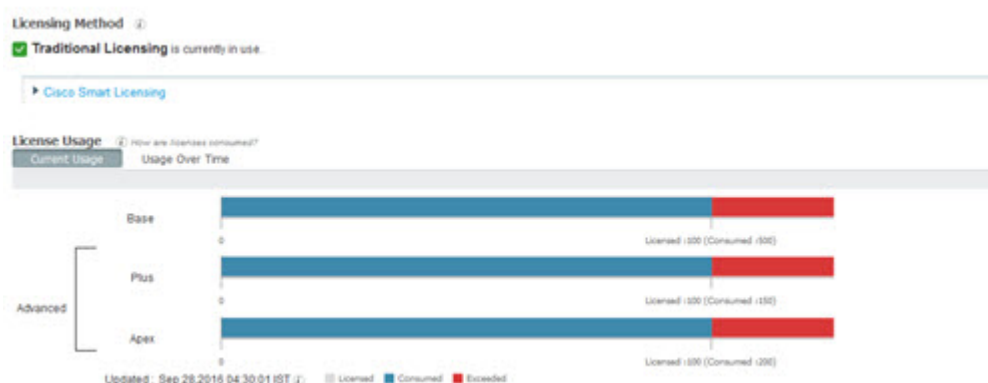 Licensing Method
Traditional Licensing is currently in use.
Cisco Smart Licensing
License Usage How are licenses consumed?
Current Usage Usage Over Time
Base
0 Licensed :100 (Consumed :500)
Plus
0 Licensed :100 (Consumed :150)
Advanced
Apex
0 Licensed :100 (Consumed :200)
Updated : Sep 28,2016 04:30:01 IST Licensed Consumed Exceeded